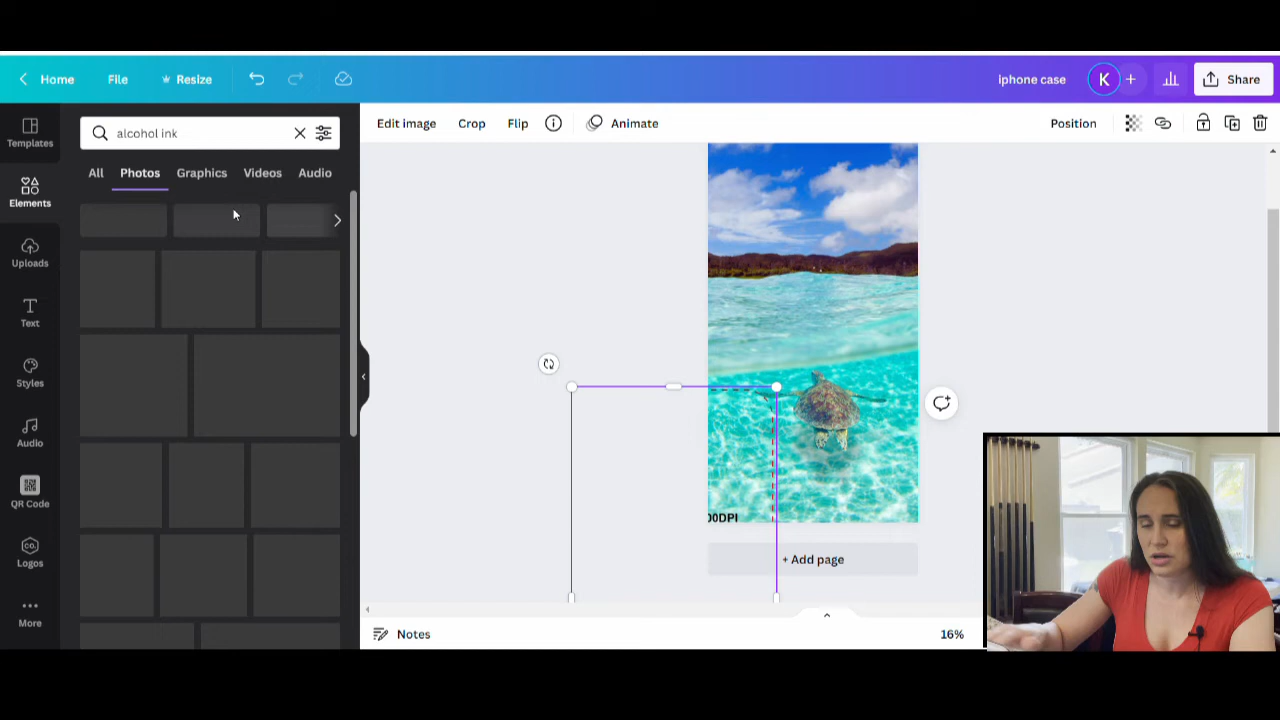 Home File Resize iphone case K + Share
Templates
alcohol ink
Edit image Crop Flip Animate Position
All Photos Graphics Videos Audio
Elements
Uploads
Text
Styles
Audio
QR Code
Logos
More
00DPI
+ Add page
Notes 16%